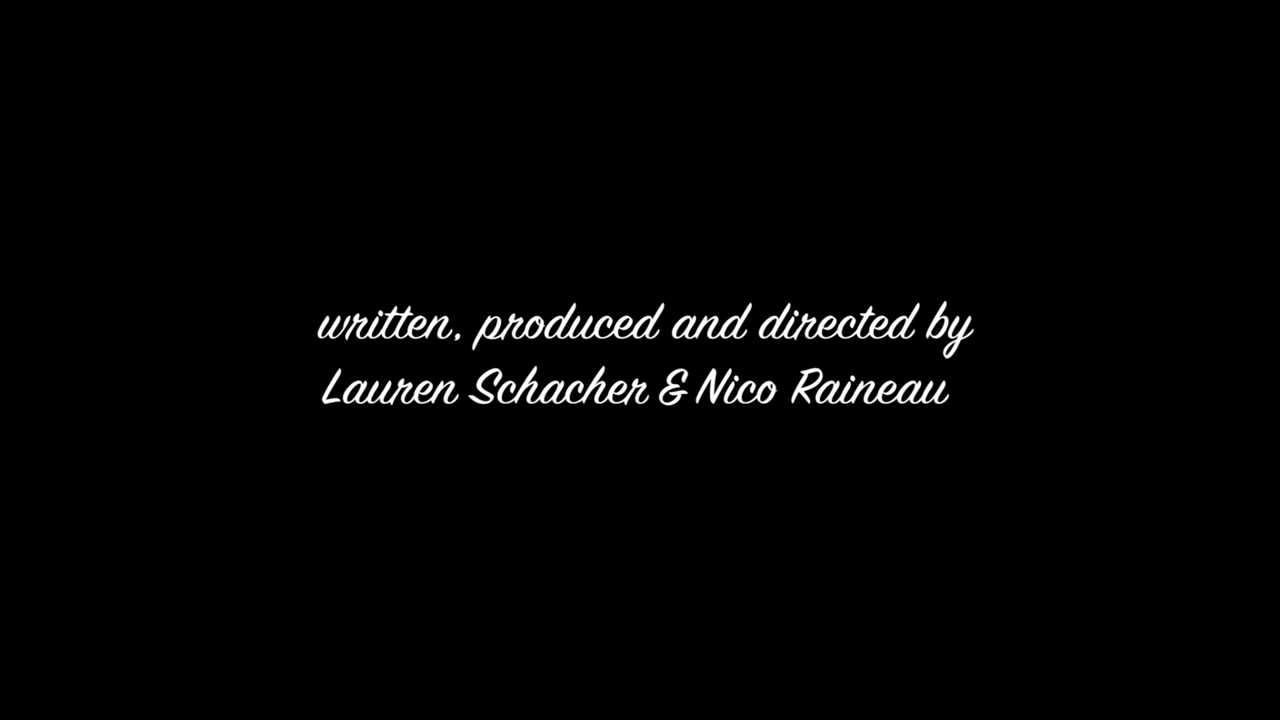 written, produced and directed by
Lauren Schacher & Nico Raineau